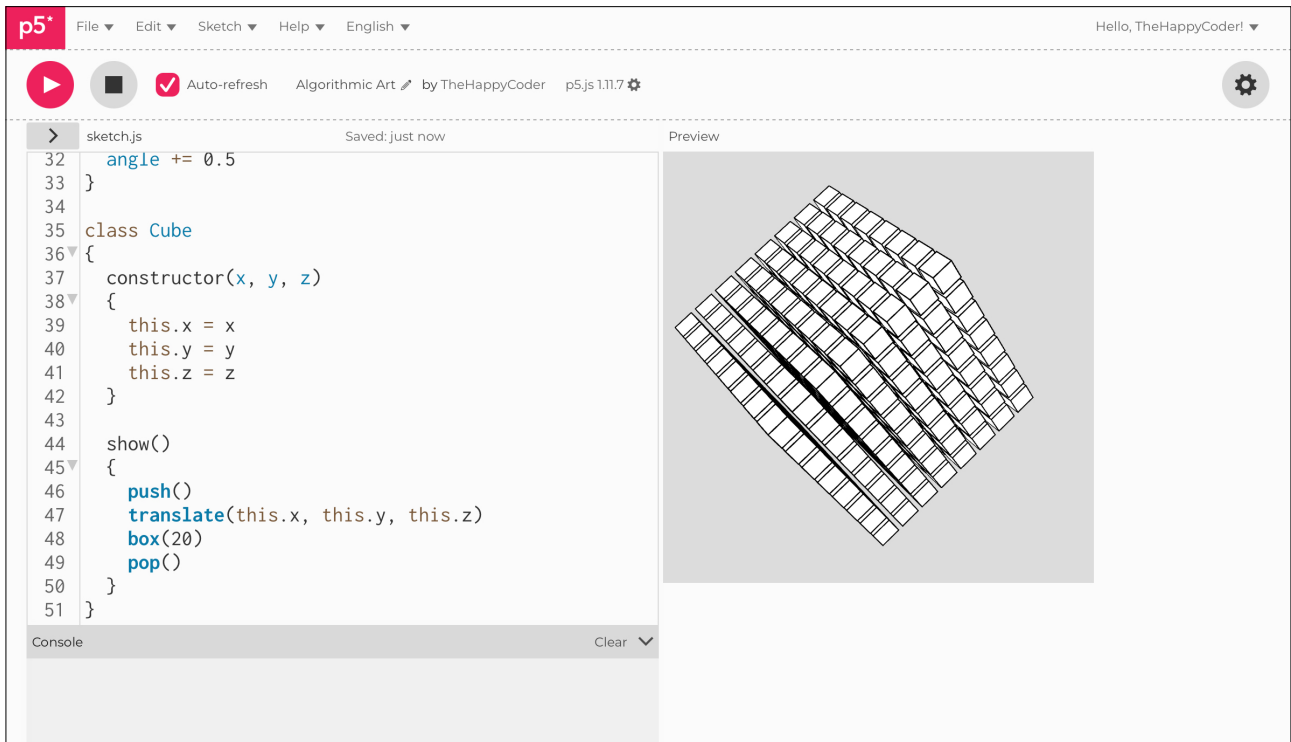 p5* File Edit Sketch Help English Hello, TheHappyCoder!
Auto-refresh Algorithmic Art by TheHappyCoder p5.js 1.11.7
sketch.js Saved: just now Preview
32 angle += 0.5
33 }
34
35 class Cube
36 {
37 constructor(x, y, z)
38 {
39 this.x = x
40 this.y = y
41 this.z = z
42 }
43
44 show()
45 {
46 push()
47 translate(this.x, this.y, this.z)
48 box(20)
49 pop()
50 }
51 }
Console Clear